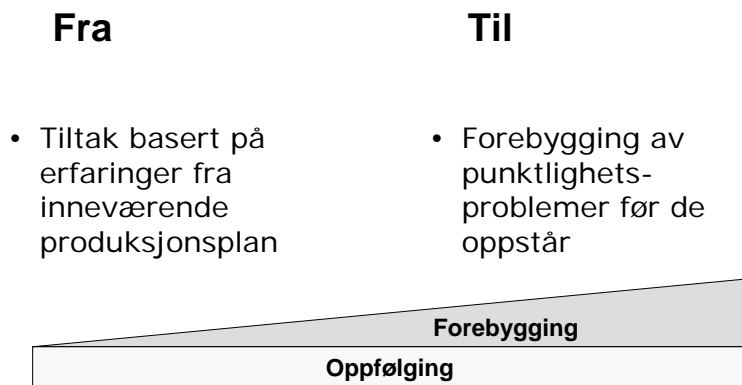 Fra
Til
• Tiltak basert på
erfaringer fra
inneværende
produksjonsplan
• Forebygging av
punktlighets-
problemer før de
oppstår
Forebygging
Oppfølging